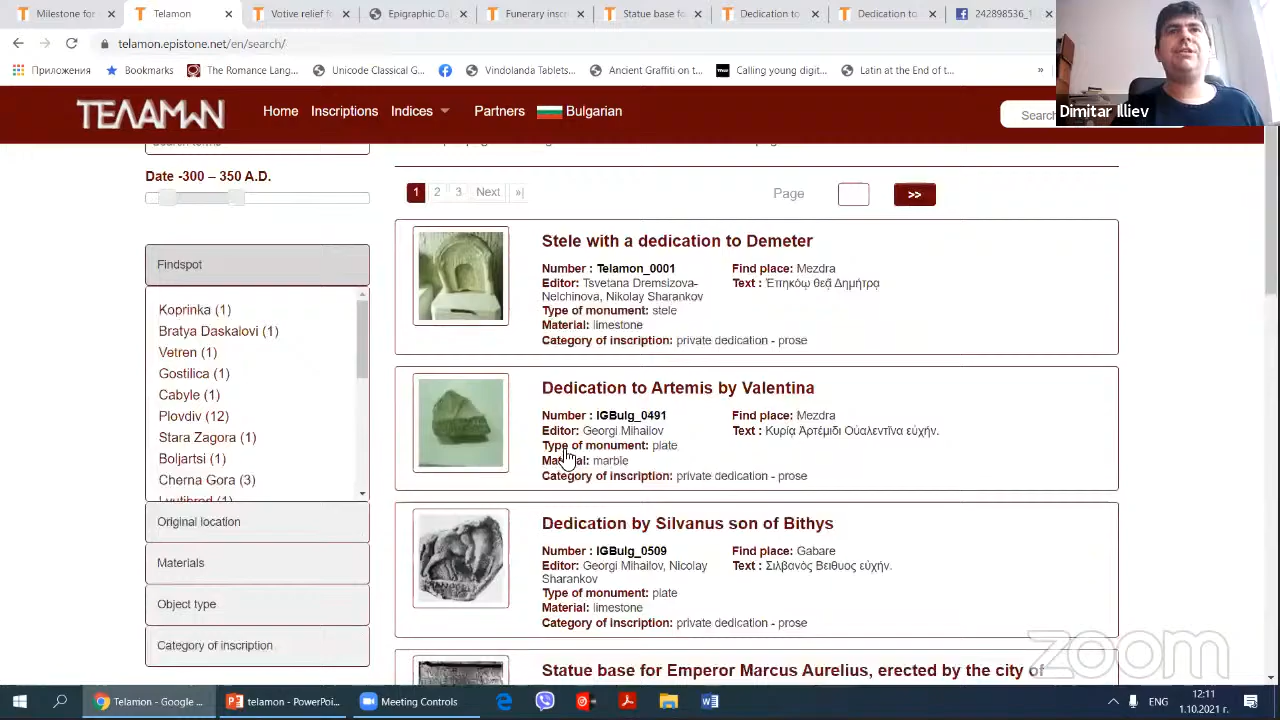 T
Telan
Votive relief fo
Epigraphic Da
Funerary insc
Statue base fo
Dedication to
Dedication to
242898536_1
telamon.epistone.net/en/search/
Приложения
Bookmarks
The Romance Lang...
Unique Classical G...
Vindolanda Tablets...
Ancient Graffiti on t...
Calling young digit...
Latin at the End of t...
»
Dimitar Illiev
ΤΕΛΑΜΩΝ
Home
Inscriptions
Indices
Partners
Bulgarian
Search
Date -300 – 350 A.D.
1 2 3 Next »|
Page
>>
Findspot
Koprinka (1)
Bratya Daskalovi (1)
Vetren (1)
Gostilica (1)
Cabyle (1)
Plovdiv (12)
Stara Zagora (1)
Boljartsi (1)
Cherna Gora (3)
Lyutibrod (1)
Original location
Materials
Object type
Category of inscription
Stele with a dedication to Demeter
Number : Telamon_0001
Find place: Mezdra
Editor: Tsvetana Dremsizova-
Text : Ἐπηκόῳ θεᾷ Δημήτρᾳ
Nelchinova, Nikolay Sharankov
Type of monument: stele
Material: limestone
Category of inscription: private dedication - prose
Dedication to Artemis by Valentina
Number : IGBulg_0491
Find place: Mezdra
Editor: Georgi Mihailov
Text : Κυρίᾳ Ἀρτέμιδι Οὐαλεντῖνα εὐχήν.
Type of monument: plate
Material: marble
Category of inscription: private dedication - prose
Dedication by Silvanus son of Bithys
Number : IGBulg_0509
Find place: Gabare
Editor: Georgi Mihailov, Nicolay
Text : Σιλβανὸς Βειθυος εὐχήν.
Sharankov
Type of monument: plate
Material: limestone
Category of inscription: private dedication - prose
Statue base for Emperor Marcus Aurelius, erected by the city of
zoom
Telamon - Google ...
telamon - PowerPoi...
Meeting Controls
ENG
12:11
1.10.2021 г.